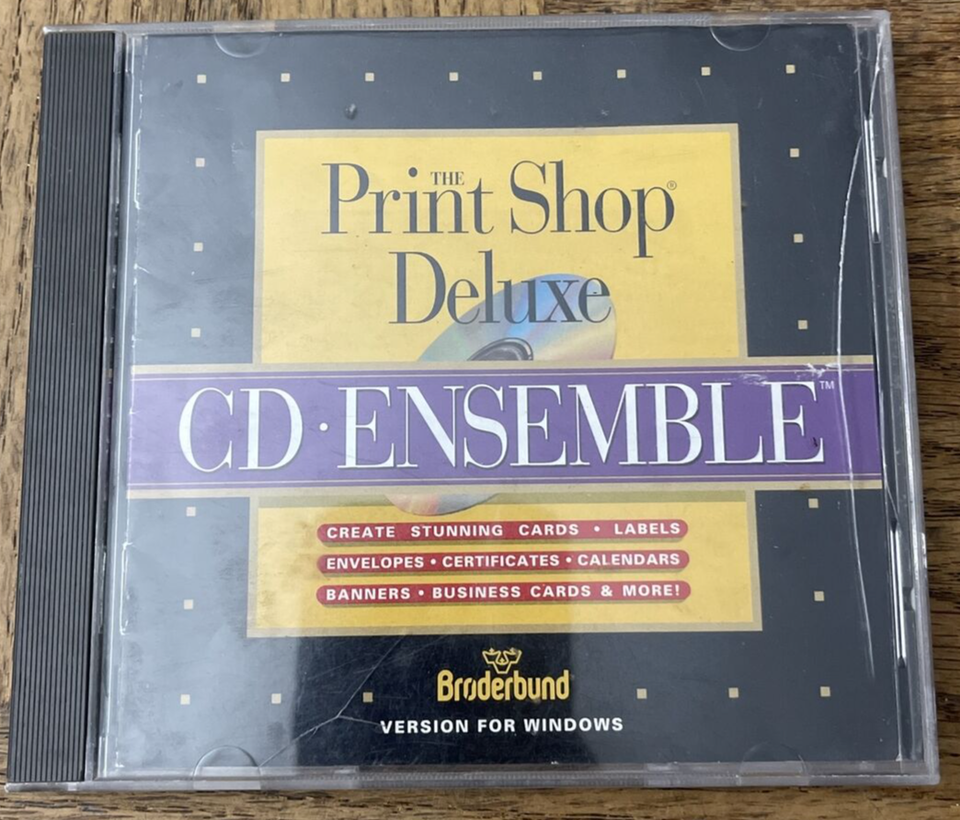 THE
Print Shop®
Deluxe
CD · ENSEMBLE™
CREATE STUNNING CARDS • LABELS
ENVELOPES • CERTIFICATES • CALENDARS
BANNERS • BUSINESS CARDS & MORE!
Brøderbund®
VERSION FOR WINDOWS